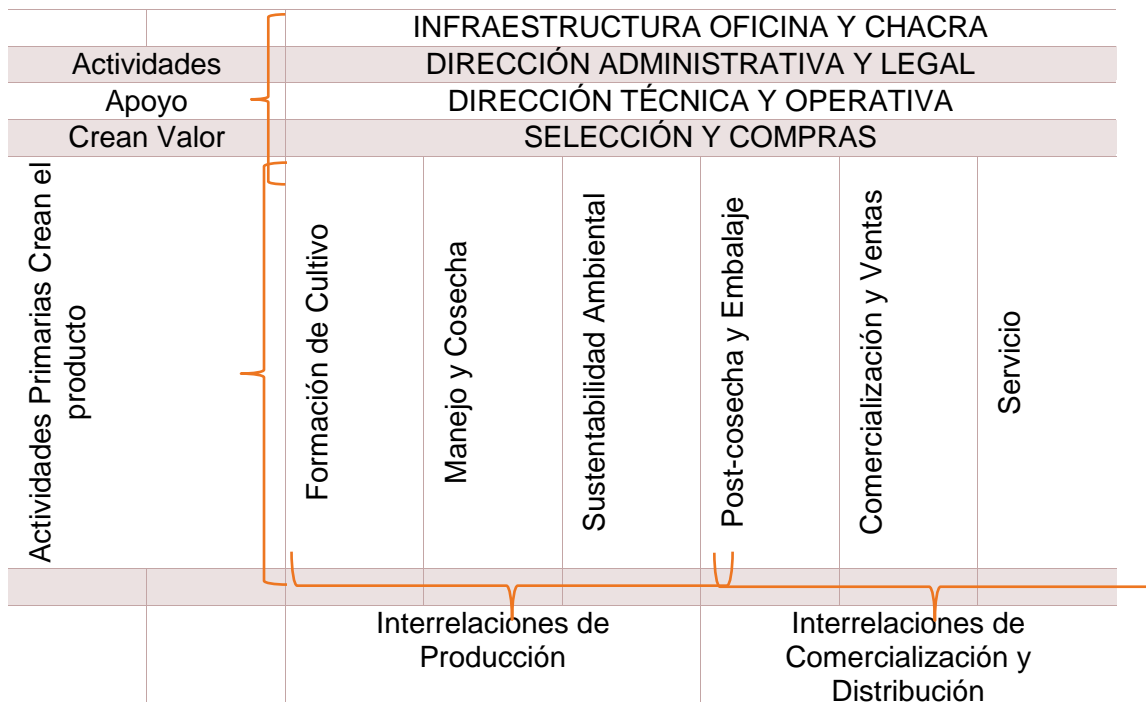 INFRAESTRUCTURA OFICINA Y CHACRA
Actividades
DIRECCIÓN ADMINISTRATIVA Y LEGAL
Apoyo
DIRECCIÓN TÉCNICA Y OPERATIVA
Crean Valor
SELECCIÓN Y COMPRAS
Actividades Primarias Crean el
producto
Formación de Cultivo
Manejo y Cosecha
Sustentabilidad Ambiental
Post-cosecha y Embalaje
Comercialización y Ventas
Servicio
Interrelaciones de
Producción
Interrelaciones de
Comercialización y
Distribución